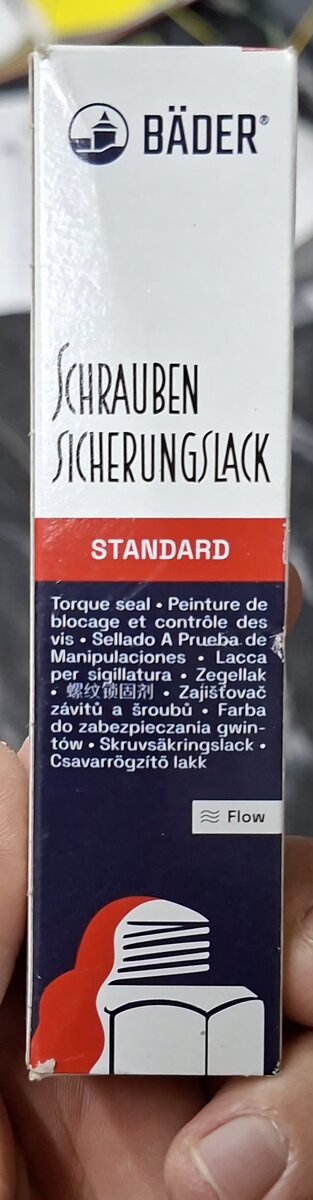 BÄDER®
SCHRAUBEN
SICHERUNGSLACK
STANDARD
Torque seal • Peinture de
blocage et contrôle des
vis • Sellado A Prueba de
Manipulaciones • Lacca
per sigillatura • Zegellak
• 螺纹锁固剂 • Zajišťovač
závitů a šroubů • Farba
do zabezpieczania gwin-
tów • Skruvsäkringslack •
Csavarrögzítő lakk
Flow